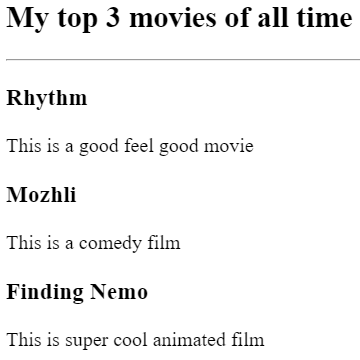 My top 3 movies of all time
Rhythm
This is a good feel good movie
Mozhli
This is a comedy film
Finding Nemo
This is super cool animated film